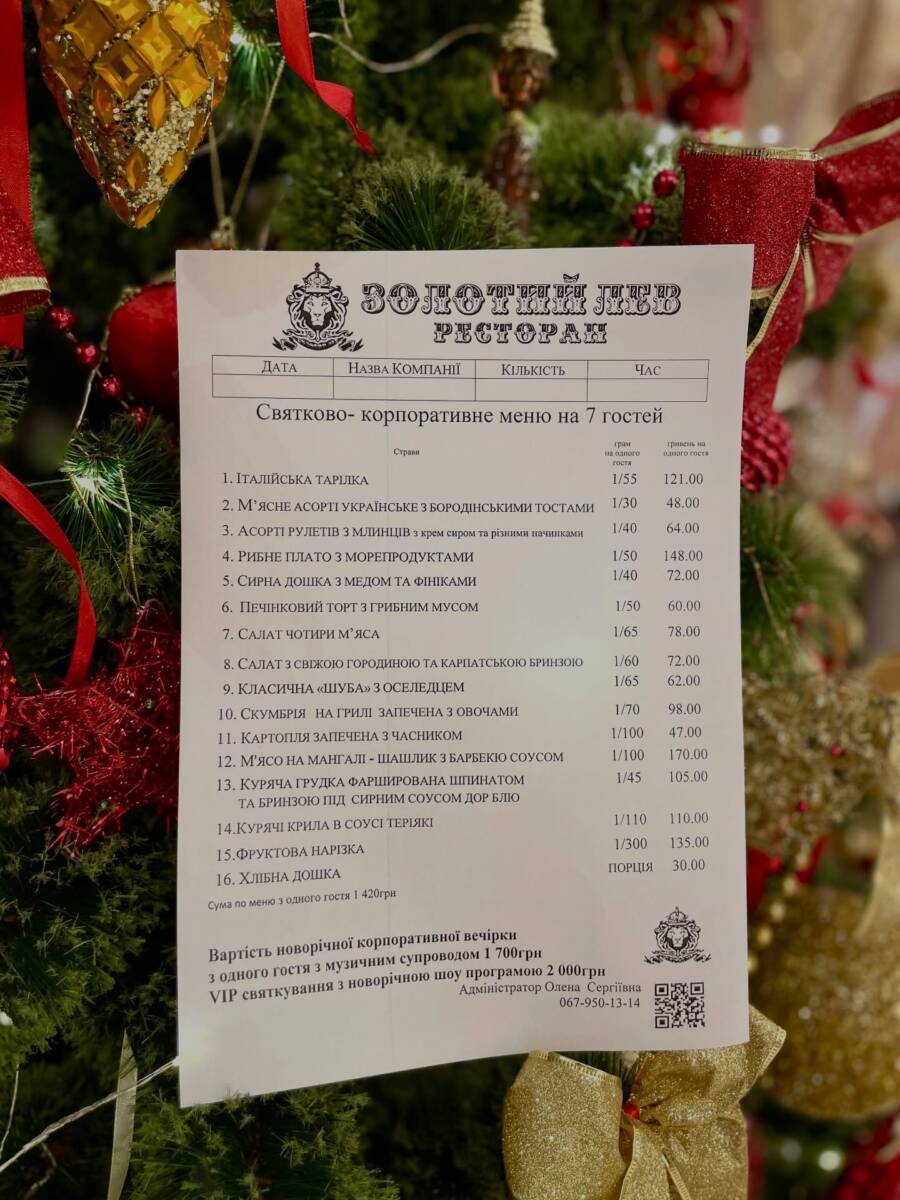 ЗОЛОТИЙ ЛЕВ
РЕСТОРАН
ДАТА НАЗВА КОМПАНІЇ КІЛЬКІСТЬ ЧАС
Святково- корпоративне меню на 7 гостей
Страви грам на одного гостя гривень на одного гостя
1. ІТАЛІЙСЬКА ТАРІЛКА 1/55 121.00
2. М’ЯСНЕ АСОРТІ УКРАЇНСЬКЕ З БОРОДІНСЬКИМИ ТОСТАМИ 1/30 48.00
3. АСОРТІ РУЛЕТІВ З МЛИНЦІВ з крем сиром та різними начинками 1/40 64.00
4. РИБНЕ ПЛАТО З МОРЕПРОДУКТАМИ 1/50 148.00
5. СИРНА ДОШКА З МЕДОМ ТА ФІНІКАМИ 1/40 72.00
6. ПЕЧІНКОВИЙ ТОРТ З ГРИБНИМ МУСОМ 1/50 60.00
7. САЛАТ ЧОТИРИ М’ЯСА 1/65 78.00
8. САЛАТ З СВІЖОЮ ГОРОДИНОЮ ТА КАРПАТСЬКОЮ БРИНЗОЮ 1/60 72.00
9. КЛАСИЧНА «ШУБА» З ОСЕЛЕДЦЕМ 1/65 62.00
10. СКУМБРІЯ НА ГРИЛІ ЗАПЕЧЕНА З ОВОЧАМИ 1/70 98.00
11. КАРТОПЛЯ ЗАПЕЧЕНА З ЧАСНИКОМ 1/100 47.00
12. М'ЯСО НА МАНГАЛІ - ШАШЛИК З БАРБЕКЮ СОУСОМ 1/100 170.00
13. КУРЯЧА ГРУДКА ФАРШИРОВАНА ШПИНАТОМ 1/45 105.00
ТА БРИНЗОЮ ПІД СИРНИМ СОУСОМ ДОР БЛЮ
14.КУРЯЧІ КРИЛА В СОУСІ ТЕРІЯКІ 1/110 110.00
15.ФРУКТОВА НАРІЗКА 1/300 135.00
16. ХЛІБНА ДОШКА ПОРЦІЯ 30.00
Сума по меню з одного гостя 1 420грн
Вартість новорічної корпоративної вечірки
з одного гостя з музичним супроводом 1 700грн
VIP святкування з новорічною шоу програмою 2 000грн
Адміністратор Олена Сергіївна
067-950-13-14